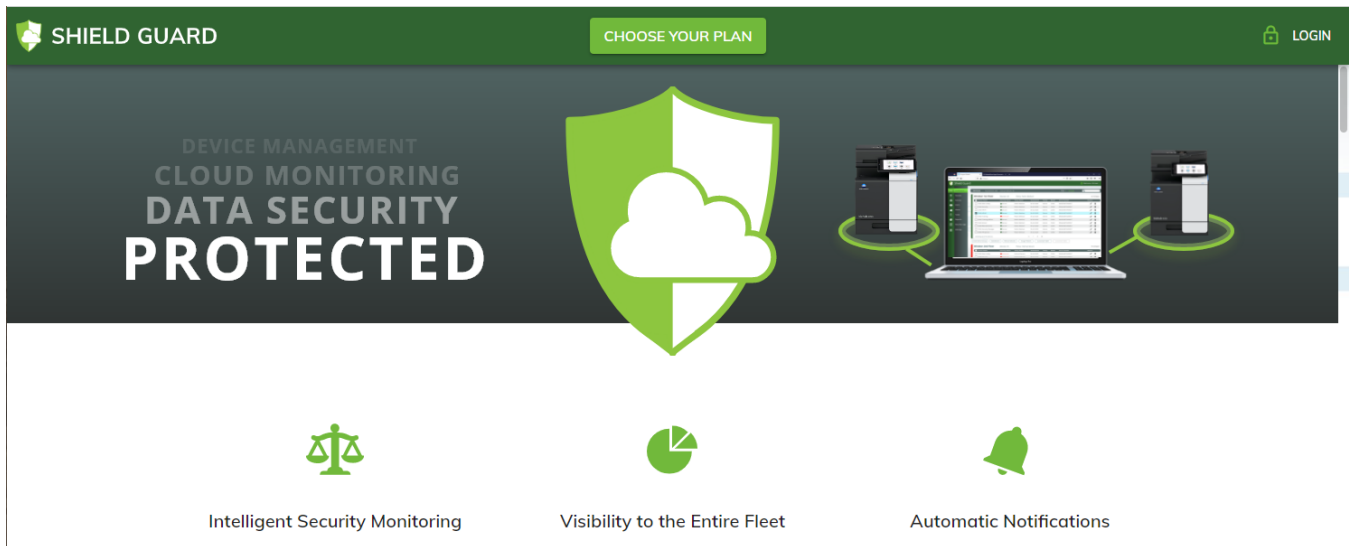 SHIELD GUARD
CHOOSE YOUR PLAN
LOGIN
DEVICE MANAGEMENT
CLOUD MONITORING
DATA SECURITY
PROTECTED
Intelligent Security Monitoring
Visibility to the Entire Fleet
Automatic Notifications